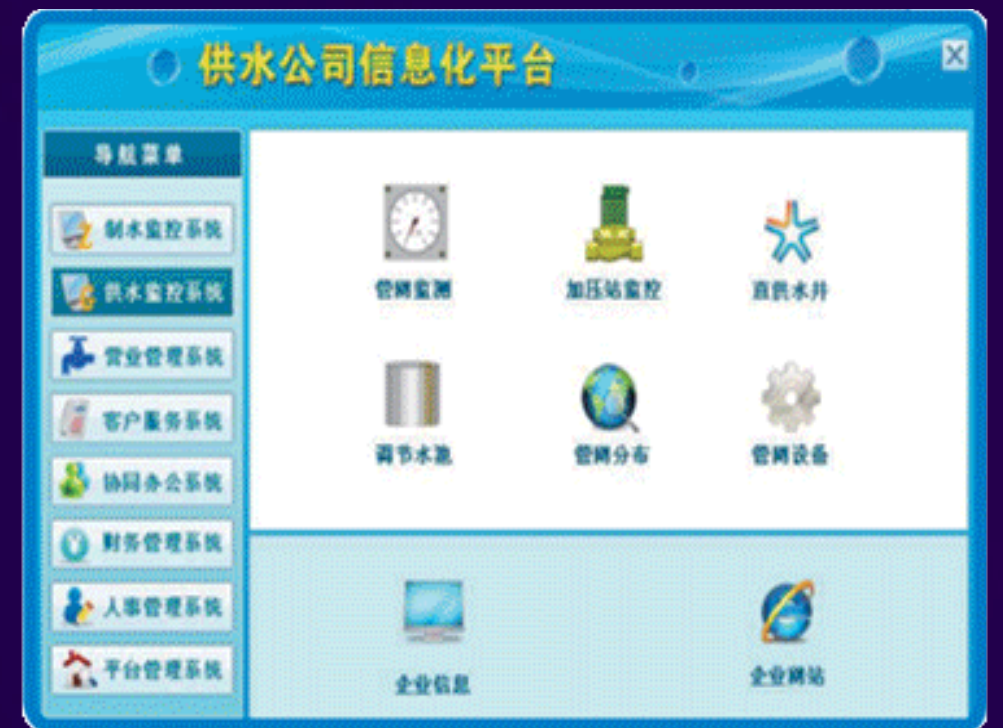 供水公司信息化平台
导航菜单
制水监控系统
供水监控系统
营业管理系统
客户服务系统
协同办公系统
财务管理系统
人事管理系统
平台管理系统
管网监测
加压站监控
直供水井
调节水池
管网分布
管网设备
企业信息
企业网站